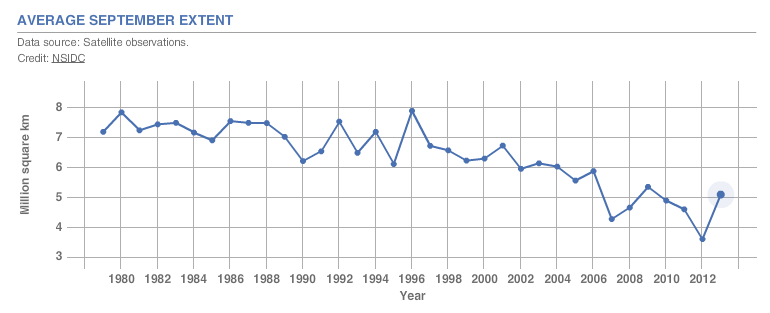 AVERAGE SEPTEMBER EXTENT
Data source: Satellite observations.
Credit: NSIDC
Million square km
8
7
6
5
4
3
1980 1982 1984 1986 1988 1990 1992 1994 1996 1998 2000 2002 2004 2006 2008 2010 2012
Year